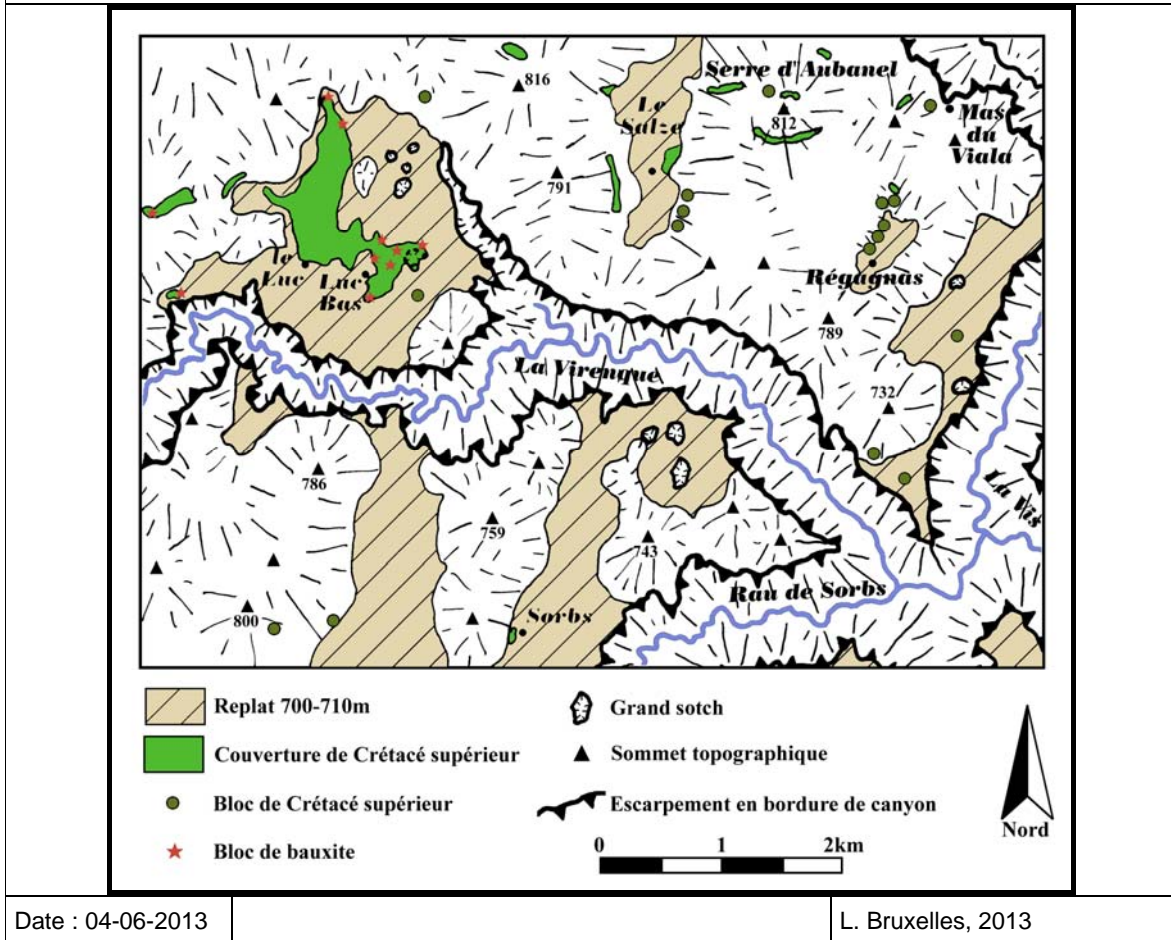 816
Serre d'Aubanel
Le
Salze
812
Mas
du
Viala
791
le
Luc
Luc
Bas
Régagnas
789
La Virenque
732
786
759
743
La Vis
800
Sorbs
Rau de Sorbs
Replat 700-710m
Grand sotch
Couverture de Crétacé supérieur
Sommet topographique
Bloc de Crétacé supérieur
Escarpement en bordure de canyon
Bloc de bauxite
0 1 2km
Nord
Date : 04-06-2013
L. Bruxelles, 2013